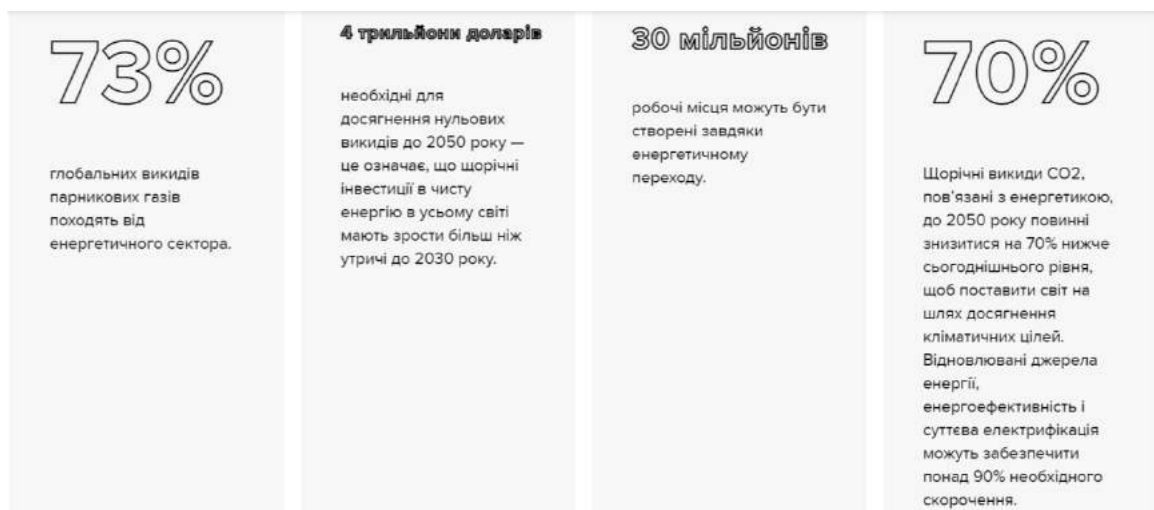 73%
глобальних викидів
парникових газів
походять від
енергетичного сектора.
4 трильйони доларів
необхідні для
досягнення нульових
викидів до 2050 року —
це означає, що щорічні
інвестиції в чисту
енергію в усьому світі
мають зрости більш ніж
утричі до 2030 року.
30 мільйонів
робочі місця можуть бути
створені завдяки
енергетичному
переходу.
70%
Щорічні викиди СО2,
пов’язані з енергетикою,
до 2050 року повинні
знизитися на 70% нижче
сьогоднішнього рівня,
щоб поставити світ на
шлях досягнення
кліматичних цілей.
Відновлювані джерела
енергії,
енергоефективність і
суттєва електрифікація
можуть забезпечити
понад 90% необхідного
скорочення.